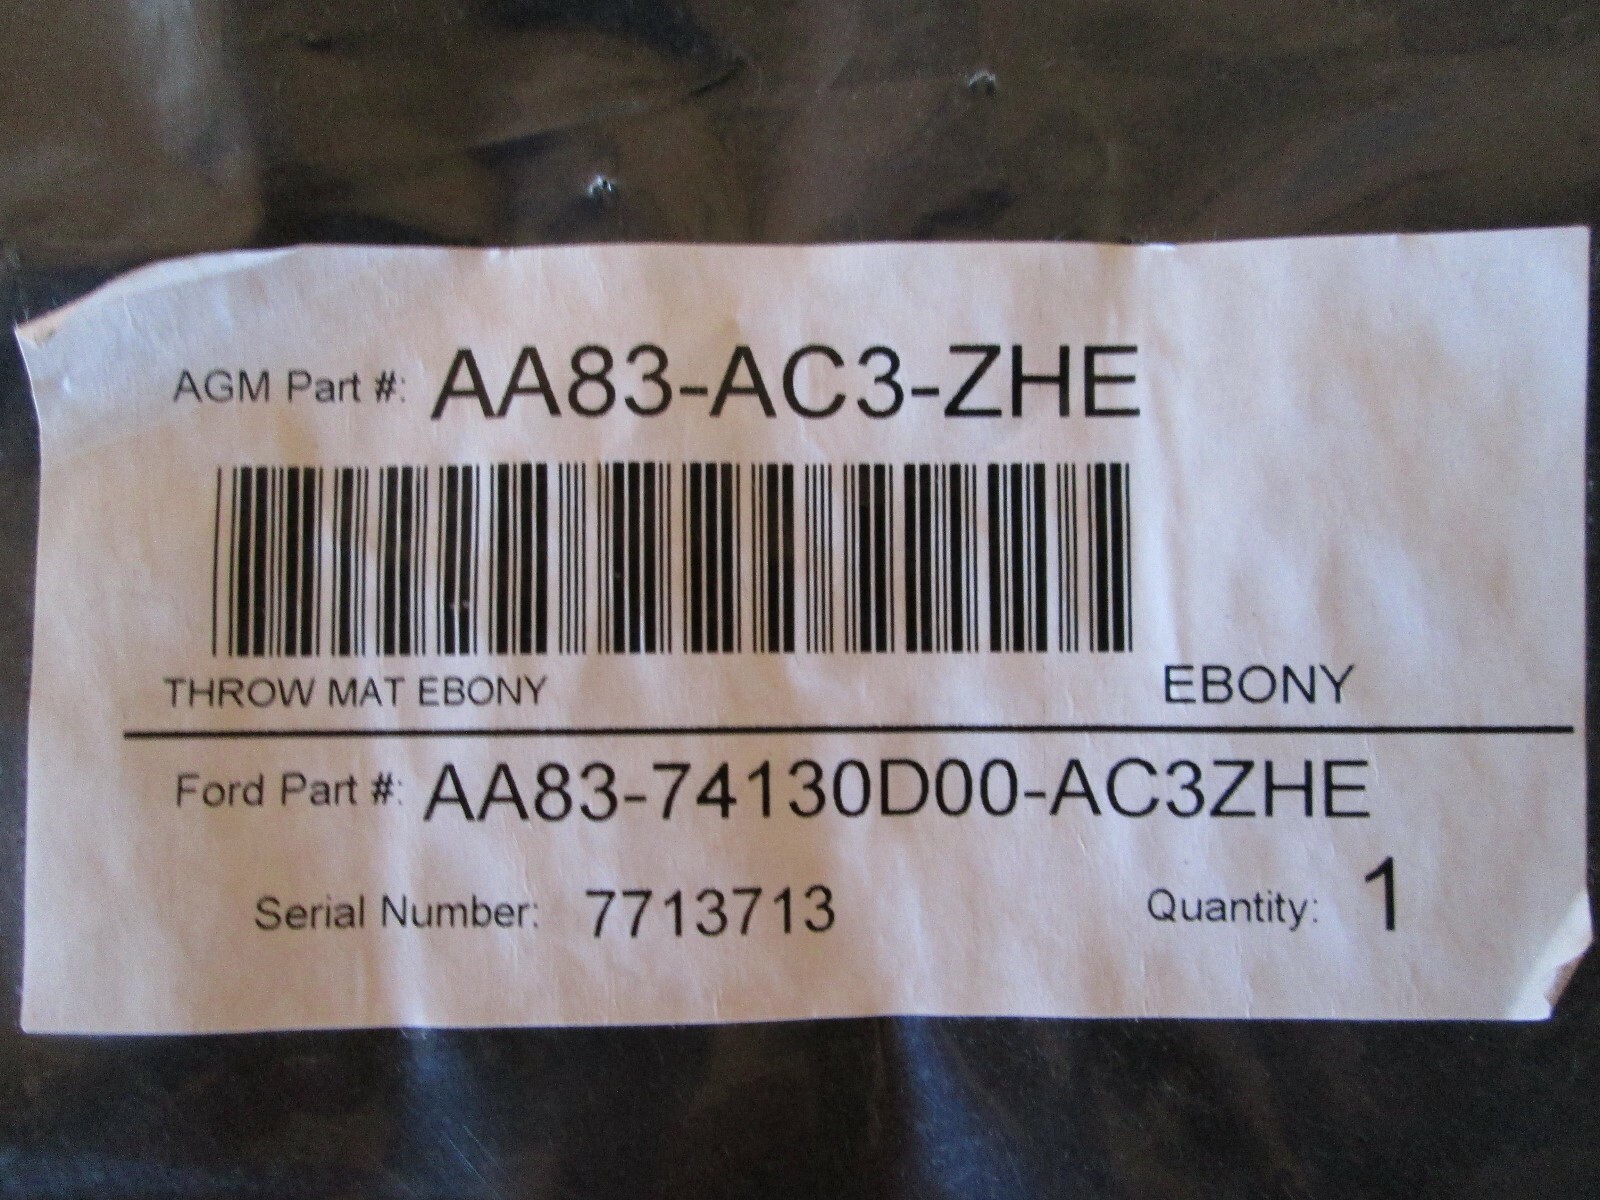 AGM Part #: AA83-AC3-ZHE
THROW MAT EBONY EBONY
Ford Part #: AA83-74130D00-AC3ZHE
Serial Number: 7713713 Quantity: 1